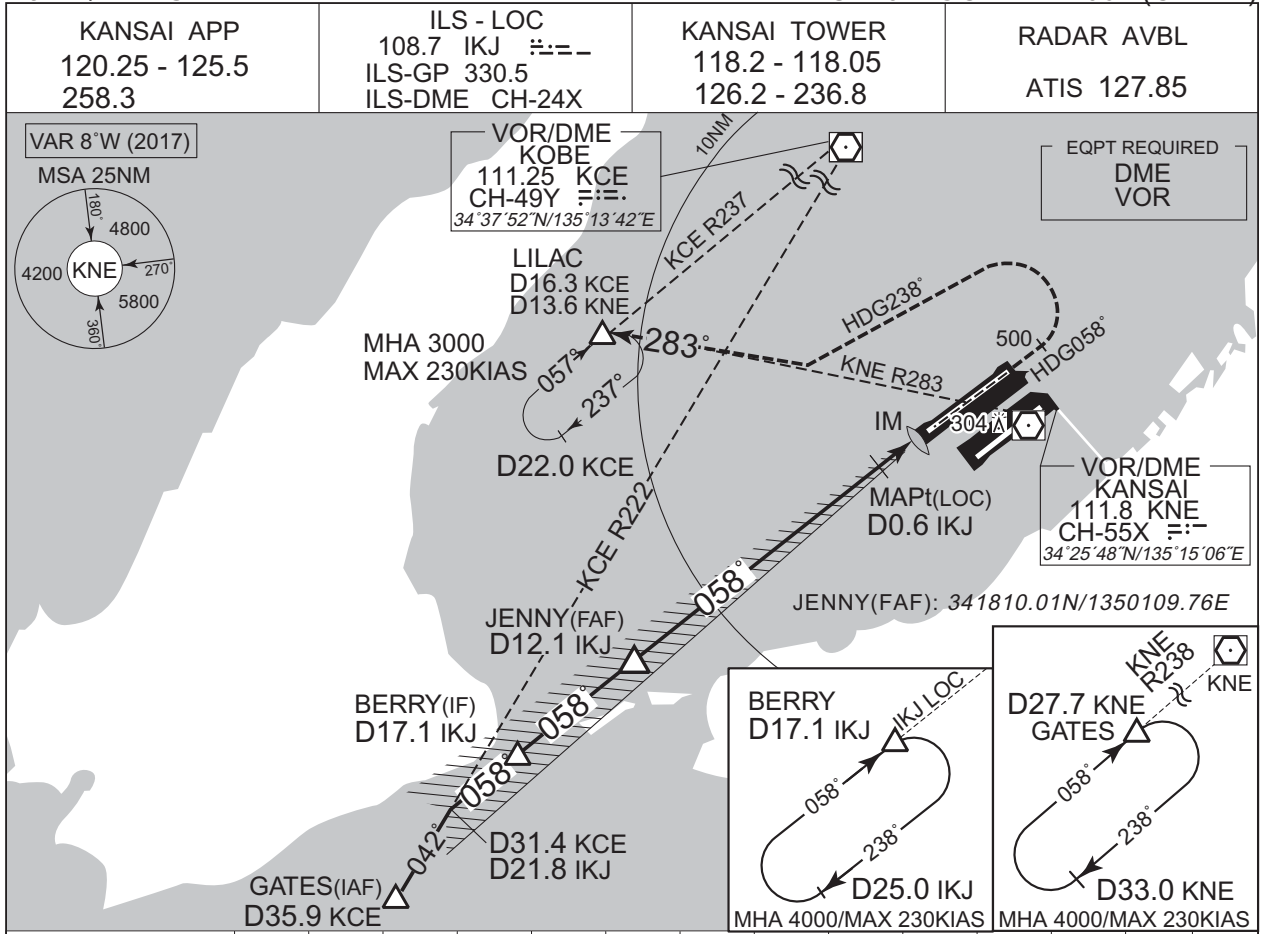 KANSAI APP
120.25 - 125.5
258.3
ILS - LOC
108.7 IKJ
ILS-GP 330.5
ILS-DME CH-24X
KANSAI TOWER
118.2 - 118.05
126.2 - 236.8
RADAR AVBL
ATIS 127.85
VAR 8°W (2017)
MSA 25NM
180°
4800
4200
KNE
270°
5800
360°
VOR/DME
KOBE
111.25 KCE
CH-49Y
34°37´52˝N/135°13´42˝E
10NM
EQPT REQUIRED
DME
VOR
KCE R237
LILAC
D16.3 KCE
D13.6 KNE
MHA 3000
MAX 230KIAS
057°
237°
D22.0 KCE
283°
HDG238°
KNE R283
500
HDG058°
IM
304
MAPt(LOC)
D0.6 IKJ
VOR/DME
KANSAI
111.8 KNE
CH-55X
34°25´48˝N/135°15´06˝E
KCE R222
058°
JENNY(FAF): 341810.01N/1350109.76E
JENNY(FAF)
D12.1 IKJ
058°
BERRY(IF)
D17.1 IKJ
058°
D31.4 KCE
D21.8 IKJ
042°
GATES(IAF)
D35.9 KCE
BERRY
D17.1 IKJ
IKJ LOC
058°
238°
D25.0 IKJ
MHA 4000/MAX 230KIAS
KNE
R238
KNE
D27.7 KNE
GATES
058°
238°
D33.0 KNE
MHA 4000/MAX 230KIAS